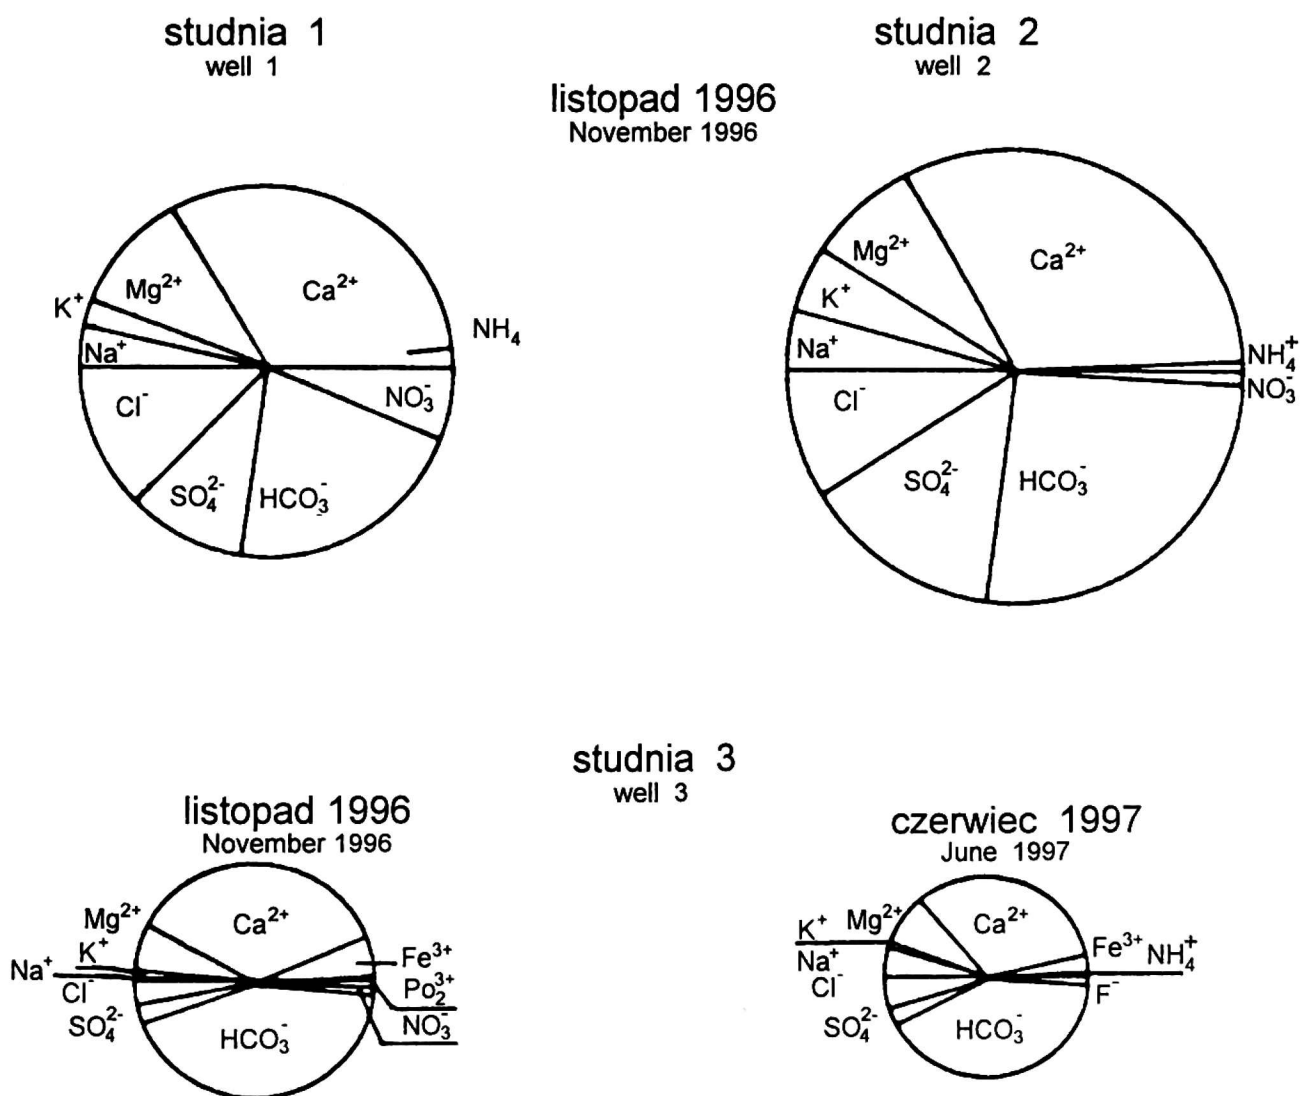 studnia 1
well 1
studnia 2
well 2
listopad 1996
November 1996
Mg²⁺
Ca²⁺
K⁺
NH₄
Na⁺
Cl⁻
NO₃⁻
SO₄²⁻
HCO₃⁻
Mg²⁺
Ca²⁺
K⁺
Na⁺
NH₄⁺
NO₃⁻
Cl⁻
SO₄²⁻
HCO₃⁻
studnia 3
well 3
listopad 1996
November 1996
Mg²⁺
Ca²⁺
K⁺
Fe³⁺
Na⁺
Cl⁻
Po₂³⁺
SO₄²⁻
NO₃⁻
HCO₃⁻
czerwiec 1997
June 1997
K⁺
Mg²⁺
Ca²⁺
Fe³⁺
NH₄⁺
Na⁺
Cl⁻
F⁻
SO₄²⁻
HCO₃⁻